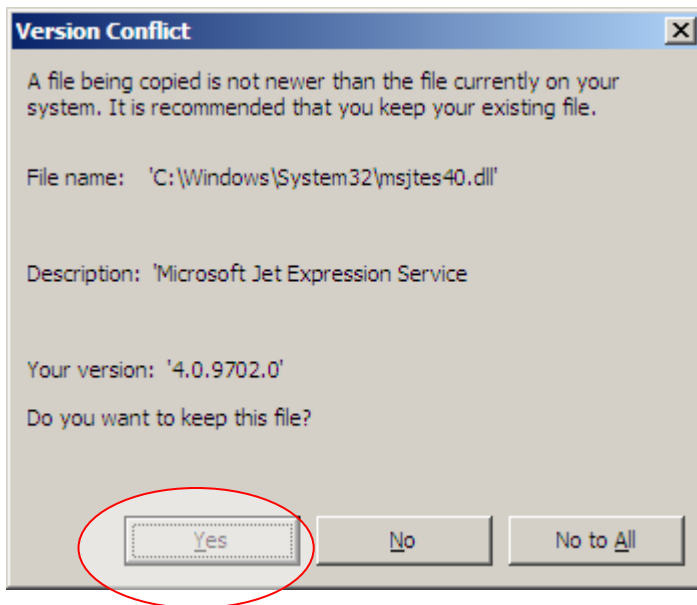 Version Conflict
A file being copied is not newer than the file currently on your
system. It is recommended that you keep your existing file.
File name: 'C:\Windows\System32\msjtes40.dll'
Description: 'Microsoft Jet Expression Service
Your version: '4.0.9702.0'
Do you want to keep this file?
Yes No No to All